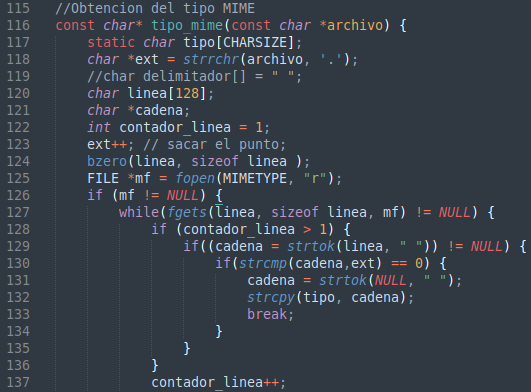 115 //Obtencion del tipo MIME
116 const char* tipo_mime(const char *archivo) {
117 static char tipo[CHARSIZE];
118 char *ext = strrchr(archivo, '.');
119 //char delimitador[] = " ";
120 char linea[128];
121 char *cadena;
122 int contador_linea = 1;
123 ext++; // sacar el punto;
124 bzero(linea, sizeof linea );
125 FILE *mf = fopen(MIMETYPE, "r");
126 if (mf != NULL) {
127 while(fgets(linea, sizeof linea, mf) != NULL) {
128 if (contador_linea > 1) {
129 if((cadena = strtok(linea, " ")) != NULL) {
130 if(strcmp(cadena,ext) == 0) {
131 cadena = strtok(NULL, " ");
132 strcpy(tipo, cadena);
133 break;
134 }
135 }
136 }
137 contador_linea++;